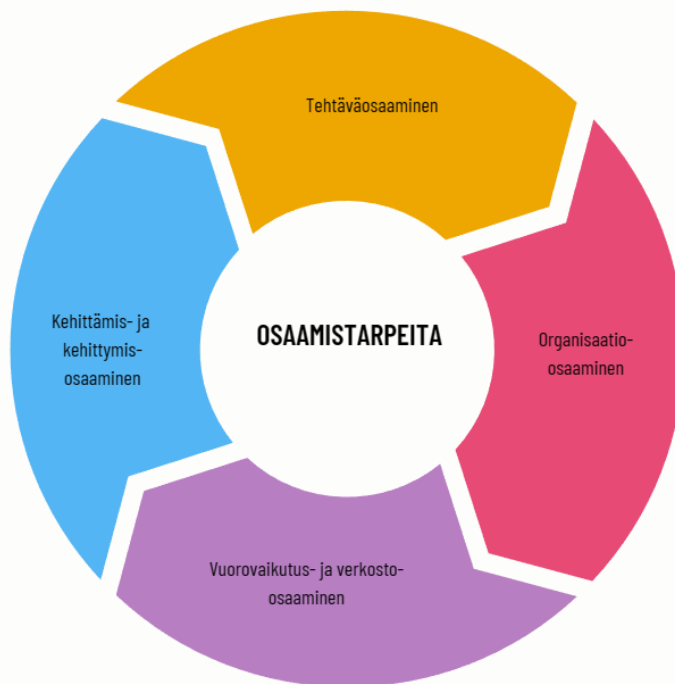 Tehtäväosaaminen
Kehittämis- ja
kehittymis-
osaaminen
OSAAMISTARPEITA
Organisaatio-
osaaminen
Vuorovaikutus- ja verkosto-
osaaminen